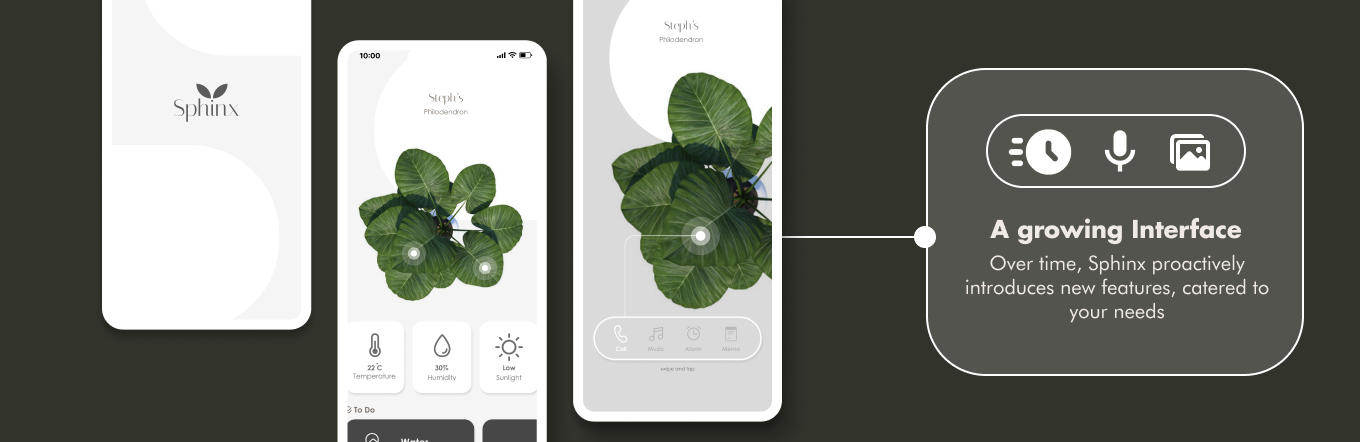 Sphinx
10:00
Steph's
Philodendron
22°C
Temperature
30%
Humidity
Low
Sunlight
To Do
Water
Steph's
Philodendron
Call
Music
Alarm
Memo
swipe and tap
A growing Interface
Over time, Sphinx proactively
introduces new features, catered to
your needs